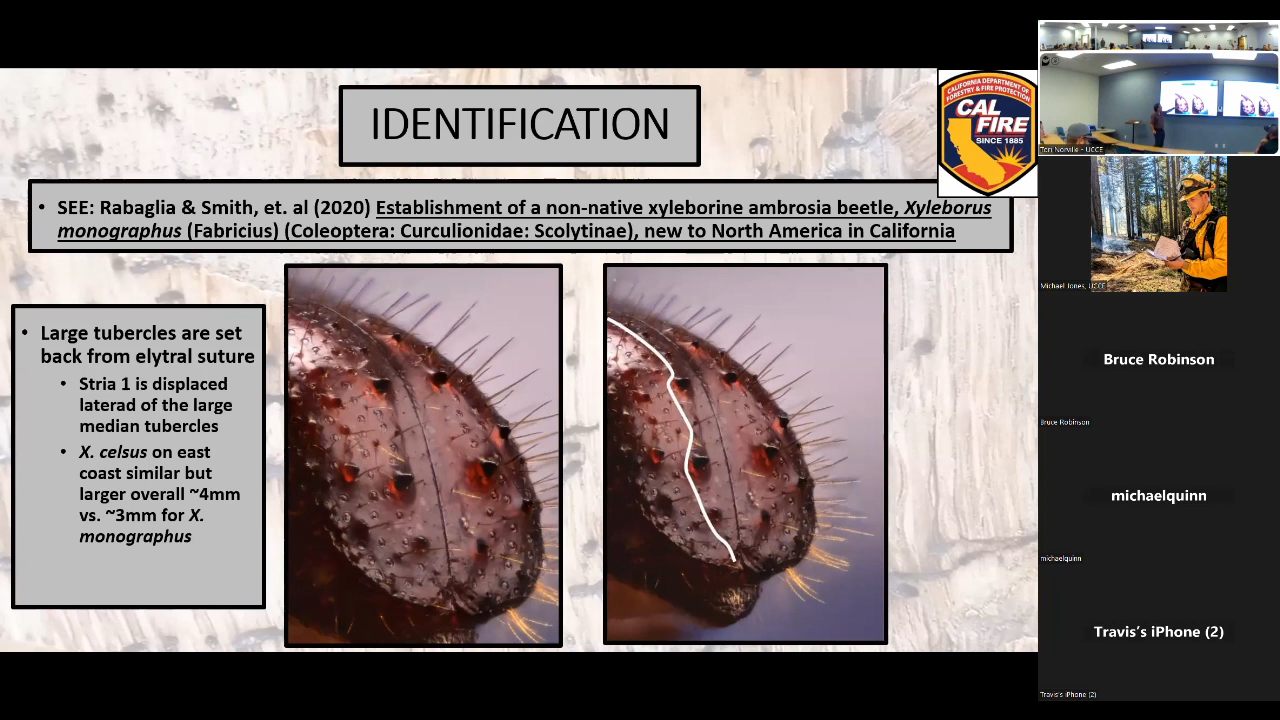 IDENTIFICATION
CALIFORNIA DEPARTMENT OF
FORESTRY & FIRE PROTECTION
CAL
FIRE
SINCE 1885
• SEE: Rabaglia & Smith, et. al (2020) Establishment of a non-native xyleborine ambrosia beetle, Xyleborus
monographus (Fabricius) (Coleoptera: Curculionidae: Scolytinae), new to North America in California
• Large tubercles are set
back from elytral suture
• Stria 1 is displaced
laterad of the large
median tubercles
• X. celsus on east
coast similar but
larger overall ~4mm
vs. ~3mm for X.
monographus
Teri Norville - UCCE
Michael Jones, UCCE
Bruce Robinson
Bruce Robinson
michaelquinn
michaelquinn
Travis's iPhone (2)
Travis's iPhone (2)